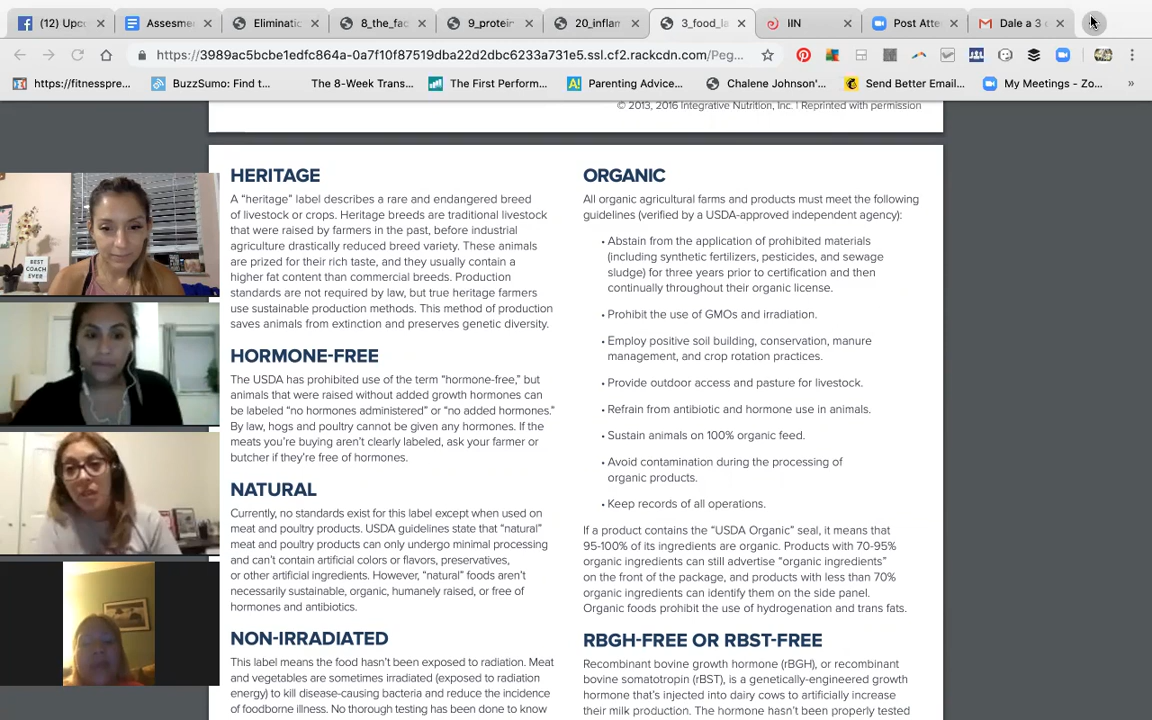 (12) Upco
Assessme
Eliminatio
8_the_fac
9_protein
20_inflam
3_food_la
IIN
Post Atte
Dale a 3
https://3989ac5bcbe1edfc864a-0a7f10f87519dba22d2dbc6233a731e5.ssl.cf2.rackcdn.com/Peg...
https://fitnesspre...
BuzzSumo: Find t...
The 8-Week Trans...
The First Perform...
Parenting Advice...
Chalene Johnson'...
Send Better Email...
My Meetings - Zo...
»
© 2013, 2016 Integrative Nutrition, Inc. | Reprinted with permission
BEST
COACH
EVER
HERITAGE
A “heritage” label describes a rare and endangered breed
of livestock or crops. Heritage breeds are traditional livestock
that were raised by farmers in the past, before industrial
agriculture drastically reduced breed variety. These animals
are prized for their rich taste, and they usually contain a
higher fat content than commercial breeds. Production
standards are not required by law, but true heritage farmers
use sustainable production methods. This method of production
saves animals from extinction and preserves genetic diversity.
HORMONE-FREE
The USDA has prohibited use of the term “hormone-free,” but
animals that were raised without added growth hormones can
be labeled “no hormones administered” or “no added hormones.”
By law, hogs and poultry cannot be given any hormones. If the
meats you’re buying aren’t clearly labeled, ask your farmer or
butcher if they’re free of hormones.
NATURAL
Currently, no standards exist for this label except when used on
meat and poultry products. USDA guidelines state that “natural”
meat and poultry products can only undergo minimal processing
and can’t contain artificial colors or flavors, preservatives,
or other artificial ingredients. However, “natural” foods aren’t
necessarily sustainable, organic, humanely raised, or free of
hormones and antibiotics.
NON-IRRADIATED
This label means the food hasn’t been exposed to radiation. Meat
and vegetables are sometimes irradiated (exposed to radiation
energy) to kill disease-causing bacteria and reduce the incidence
of foodborne illness. No thorough testing has been done to know
ORGANIC
All organic agricultural farms and products must meet the following
guidelines (verified by a USDA-approved independent agency):
• Abstain from the application of prohibited materials
(including synthetic fertilizers, pesticides, and sewage
sludge) for three years prior to certification and then
continually throughout their organic license.
• Prohibit the use of GMOs and irradiation.
• Employ positive soil building, conservation, manure
management, and crop rotation practices.
• Provide outdoor access and pasture for livestock.
• Refrain from antibiotic and hormone use in animals.
• Sustain animals on 100% organic feed.
• Avoid contamination during the processing of
organic products.
• Keep records of all operations.
If a product contains the “USDA Organic” seal, it means that
95-100% of its ingredients are organic. Products with 70-95%
organic ingredients can still advertise “organic ingredients”
on the front of the package, and products with less than 70%
organic ingredients can identify them on the side panel.
Organic foods prohibit the use of hydrogenation and trans fats.
RBGH-FREE OR RBST-FREE
Recombinant bovine growth hormone (rBGH), or recombinant
bovine somatotropin (rBST), is a genetically-engineered growth
hormone that’s injected into dairy cows to artificially increase
their milk production. The hormone hasn’t been properly tested